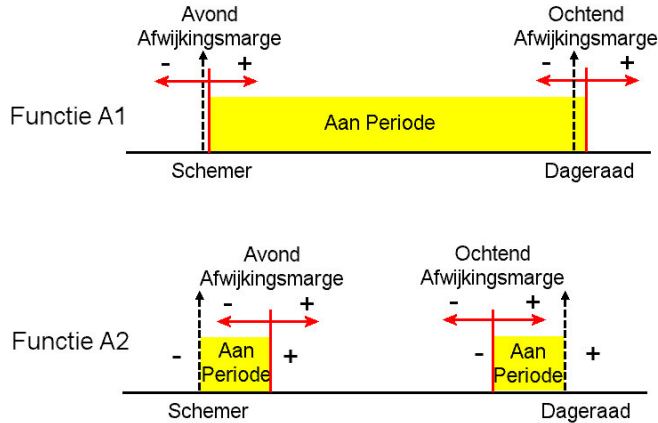 Avond
Afwijkingsmarge
- +
Ochtend
Afwijkingsmarge
- +
Functie A1
Aan Periode
Schemer
Dageraad
Avond
Afwijkingsmarge
- +
Ochtend
Afwijkingsmarge
- +
Functie A2
- Aan
Periode +
- Aan
Periode +
Schemer
Dageraad